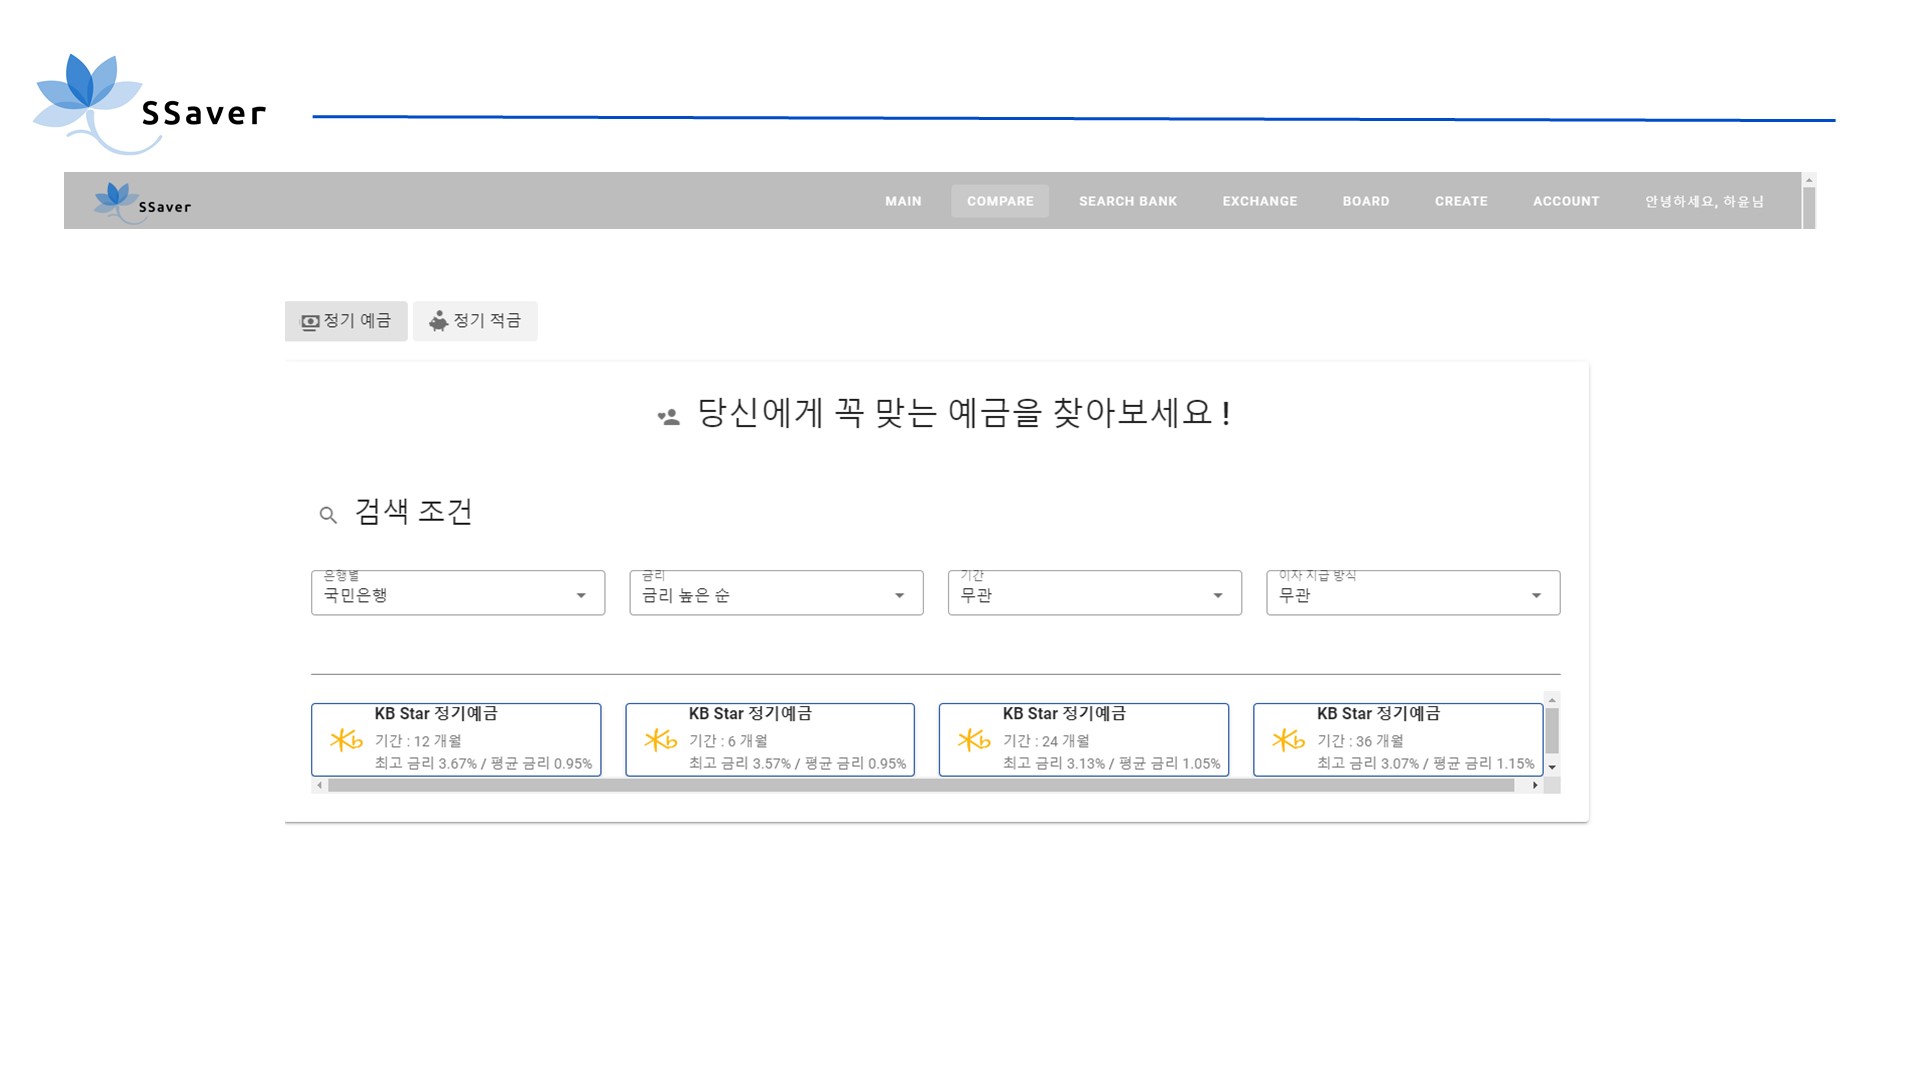 SSaver
SSaver
MAIN COMPARE SEARCH BANK EXCHANGE BOARD CREATE ACCOUNT 안녕하세요, 하윤님
정기 예금 정기 적금
당신에게 꼭 맞는 예금을 찾아보세요 !
검색 조건
은행별 금리 기간 이자 지급 방식
국민은행 금리 높은 순 무관 무관
KB Star 정기예금
기간 : 12 개월
최고 금리 3.67% / 평균 금리 0.95%
KB Star 정기예금
기간 : 6 개월
최고 금리 3.57% / 평균 금리 0.95%
KB Star 정기예금
기간 : 24 개월
최고 금리 3.13% / 평균 금리 1.05%
KB Star 정기예금
기간 : 36 개월
최고 금리 3.07% / 평균 금리 1.15%